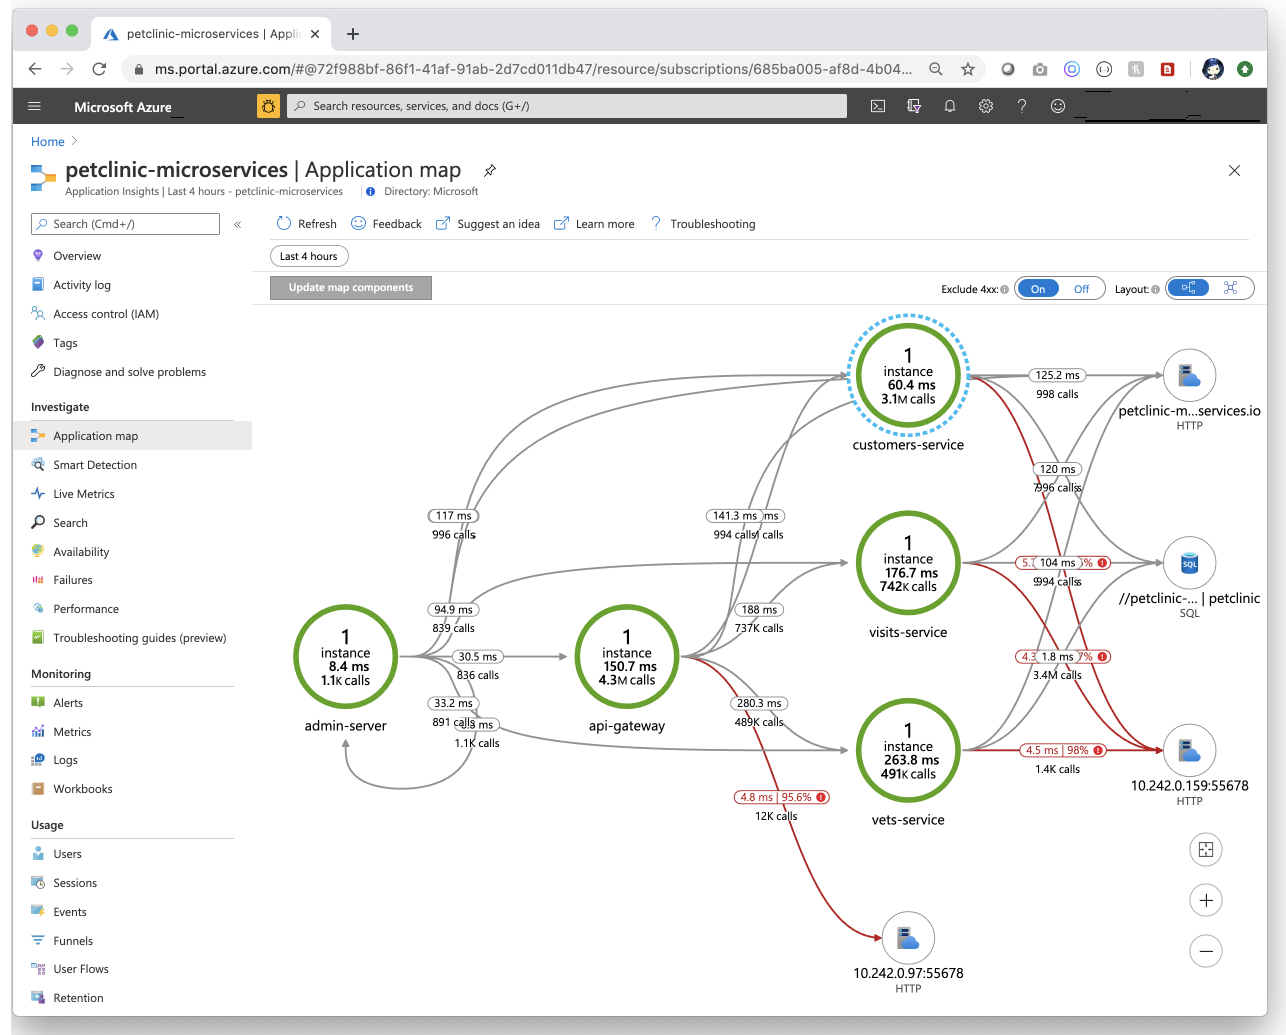 petclinic-microservices | Applic
ms.portal.azure.com/#@72f988bf-86f1-41af-91ab-2d7cd011db47/resource/subscriptions/685ba005-af8d-4b04...
Microsoft Azure
Search resources, services, and docs (G+/)
Home
petclinic-microservices | Application map
Application Insights | Last 4 hours - petclinic-microservices
Directory: Microsoft
Search (Cmd+/)
Overview
Activity log
Access control (IAM)
Tags
Diagnose and solve problems
Investigate
Application map
Smart Detection
Live Metrics
Search
Availability
Failures
Performance
Troubleshooting guides (preview)
Monitoring
Alerts
Metrics
Logs
Workbooks
Usage
Users
Sessions
Events
Funnels
User Flows
Retention
Refresh
Feedback
Suggest an idea
Learn more
Troubleshooting
Last 4 hours
Update map components
Exclude 4xx:
On
Off
Layout:
1
instance
60.4 ms
3.1M calls
customers-service
125.2 ms
998 calls
petclinic-m...services.io
HTTP
117 ms
996 calls
141.3 ms
ms
994 calls
calls
120 ms
996 calls
1
instance
176.7 ms
742K calls
visits-service
104 ms
994 calls
SQL
//petclinic-... | petclinic
SQL
94.9 ms
839 calls
188 ms
737K calls
1
instance
8.4 ms
1.1K calls
admin-server
30.5 ms
836 calls
1
instance
150.7 ms
4.3M calls
api-gateway
1.8 ms
3.4M calls
33.2 ms
891 calls
ms
1.1K calls
280.3 ms
489K calls
1
instance
263.8 ms
491K calls
vets-service
4.5 ms | 98%
1.4K calls
10.242.0.159:55678
HTTP
4.8 ms | 95.6%
12K calls
10.242.0.97:55678
HTTP